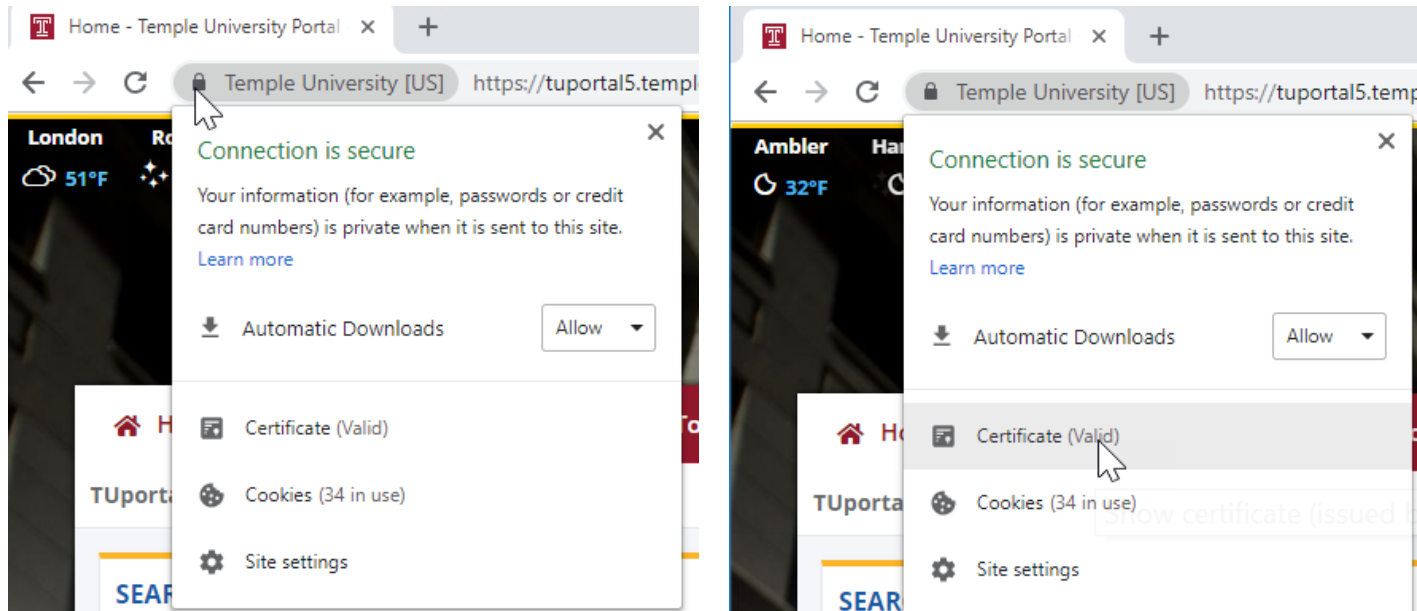 Home - Temple University Portal
Temple University [US] https://tuportal5.templ
London
51°F
Connection is secure
Your information (for example, passwords or credit
card numbers) is private when it is sent to this site.
Learn more
Automatic Downloads Allow
Certificate (Valid)
TUporta
Cookies (34 in use)
Site settings
SEAR
Home - Temple University Portal
Temple University [US] https://tuportal5.temp
Ambler Har
32°F
Connection is secure
Your information (for example, passwords or credit
card numbers) is private when it is sent to this site.
Learn more
Automatic Downloads Allow
Ho
Certificate (Valid)
TUporta
Cookies (34 in use)
Show certificate (issued b
Site settings
SEAR